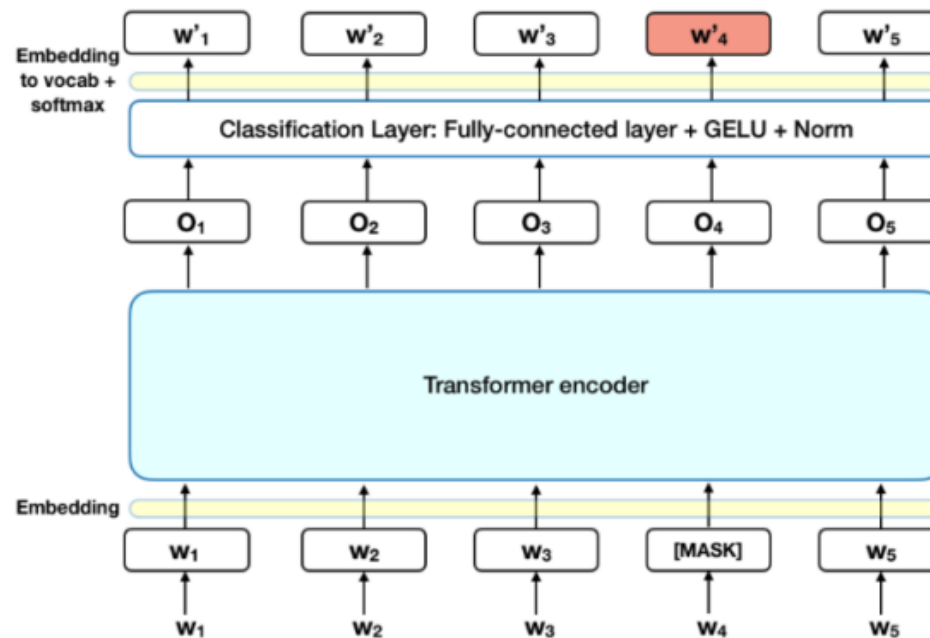 w'₁ w'₂ w'₃ w'₄ w'₅
Embedding
to vocab +
softmax
Classification Layer: Fully-connected layer + GELU + Norm
O₁ O₂ O₃ O₄ O₅
Transformer encoder
Embedding
w₁ w₂ w₃ [MASK] w₅
w₁ w₂ w₃ w₄ w₅